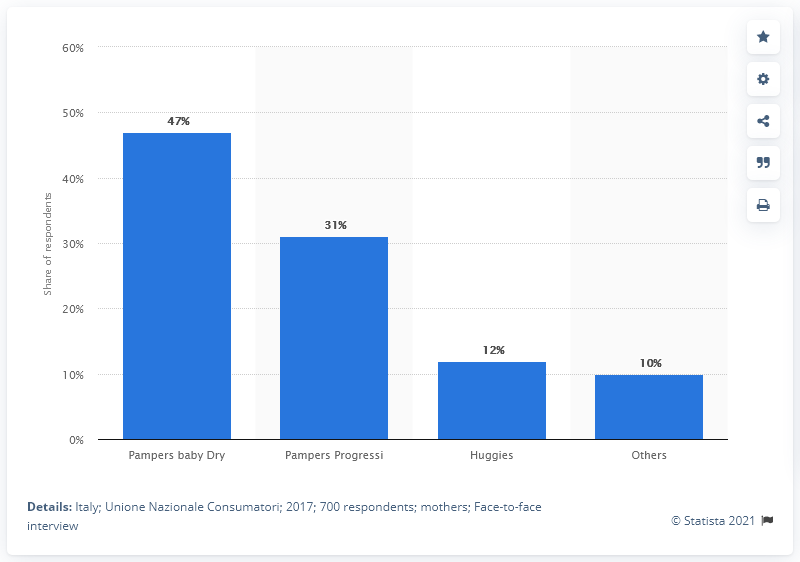 60%
50%
47%
40%
31%
30%
20%
12%
10%
10%
0%
Share of respondents
Pampers baby Dry
Pampers Progressi
Huggies
Others
Details: Italy; Unione Nazionale Consumatori; 2017; 700 respondents; mothers; Face-to-face
interview
© Statista 2021